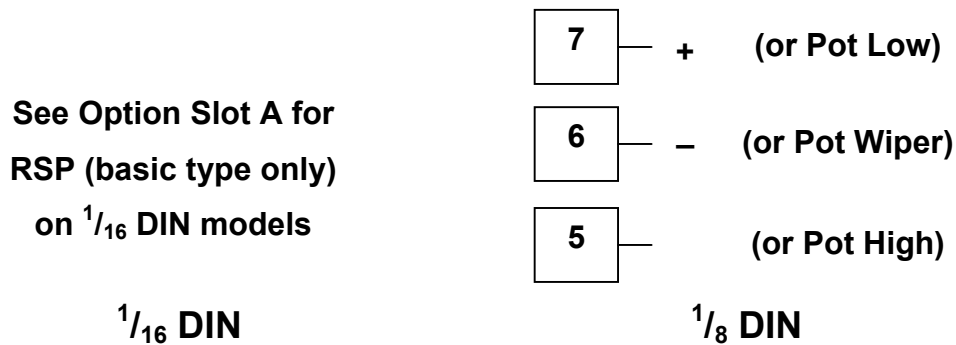 See Option Slot A for
RSP (basic type only)
on 1/16 DIN models
1/16 DIN
7 + (or Pot Low)
6 – (or Pot Wiper)
5 (or Pot High)
1/8 DIN